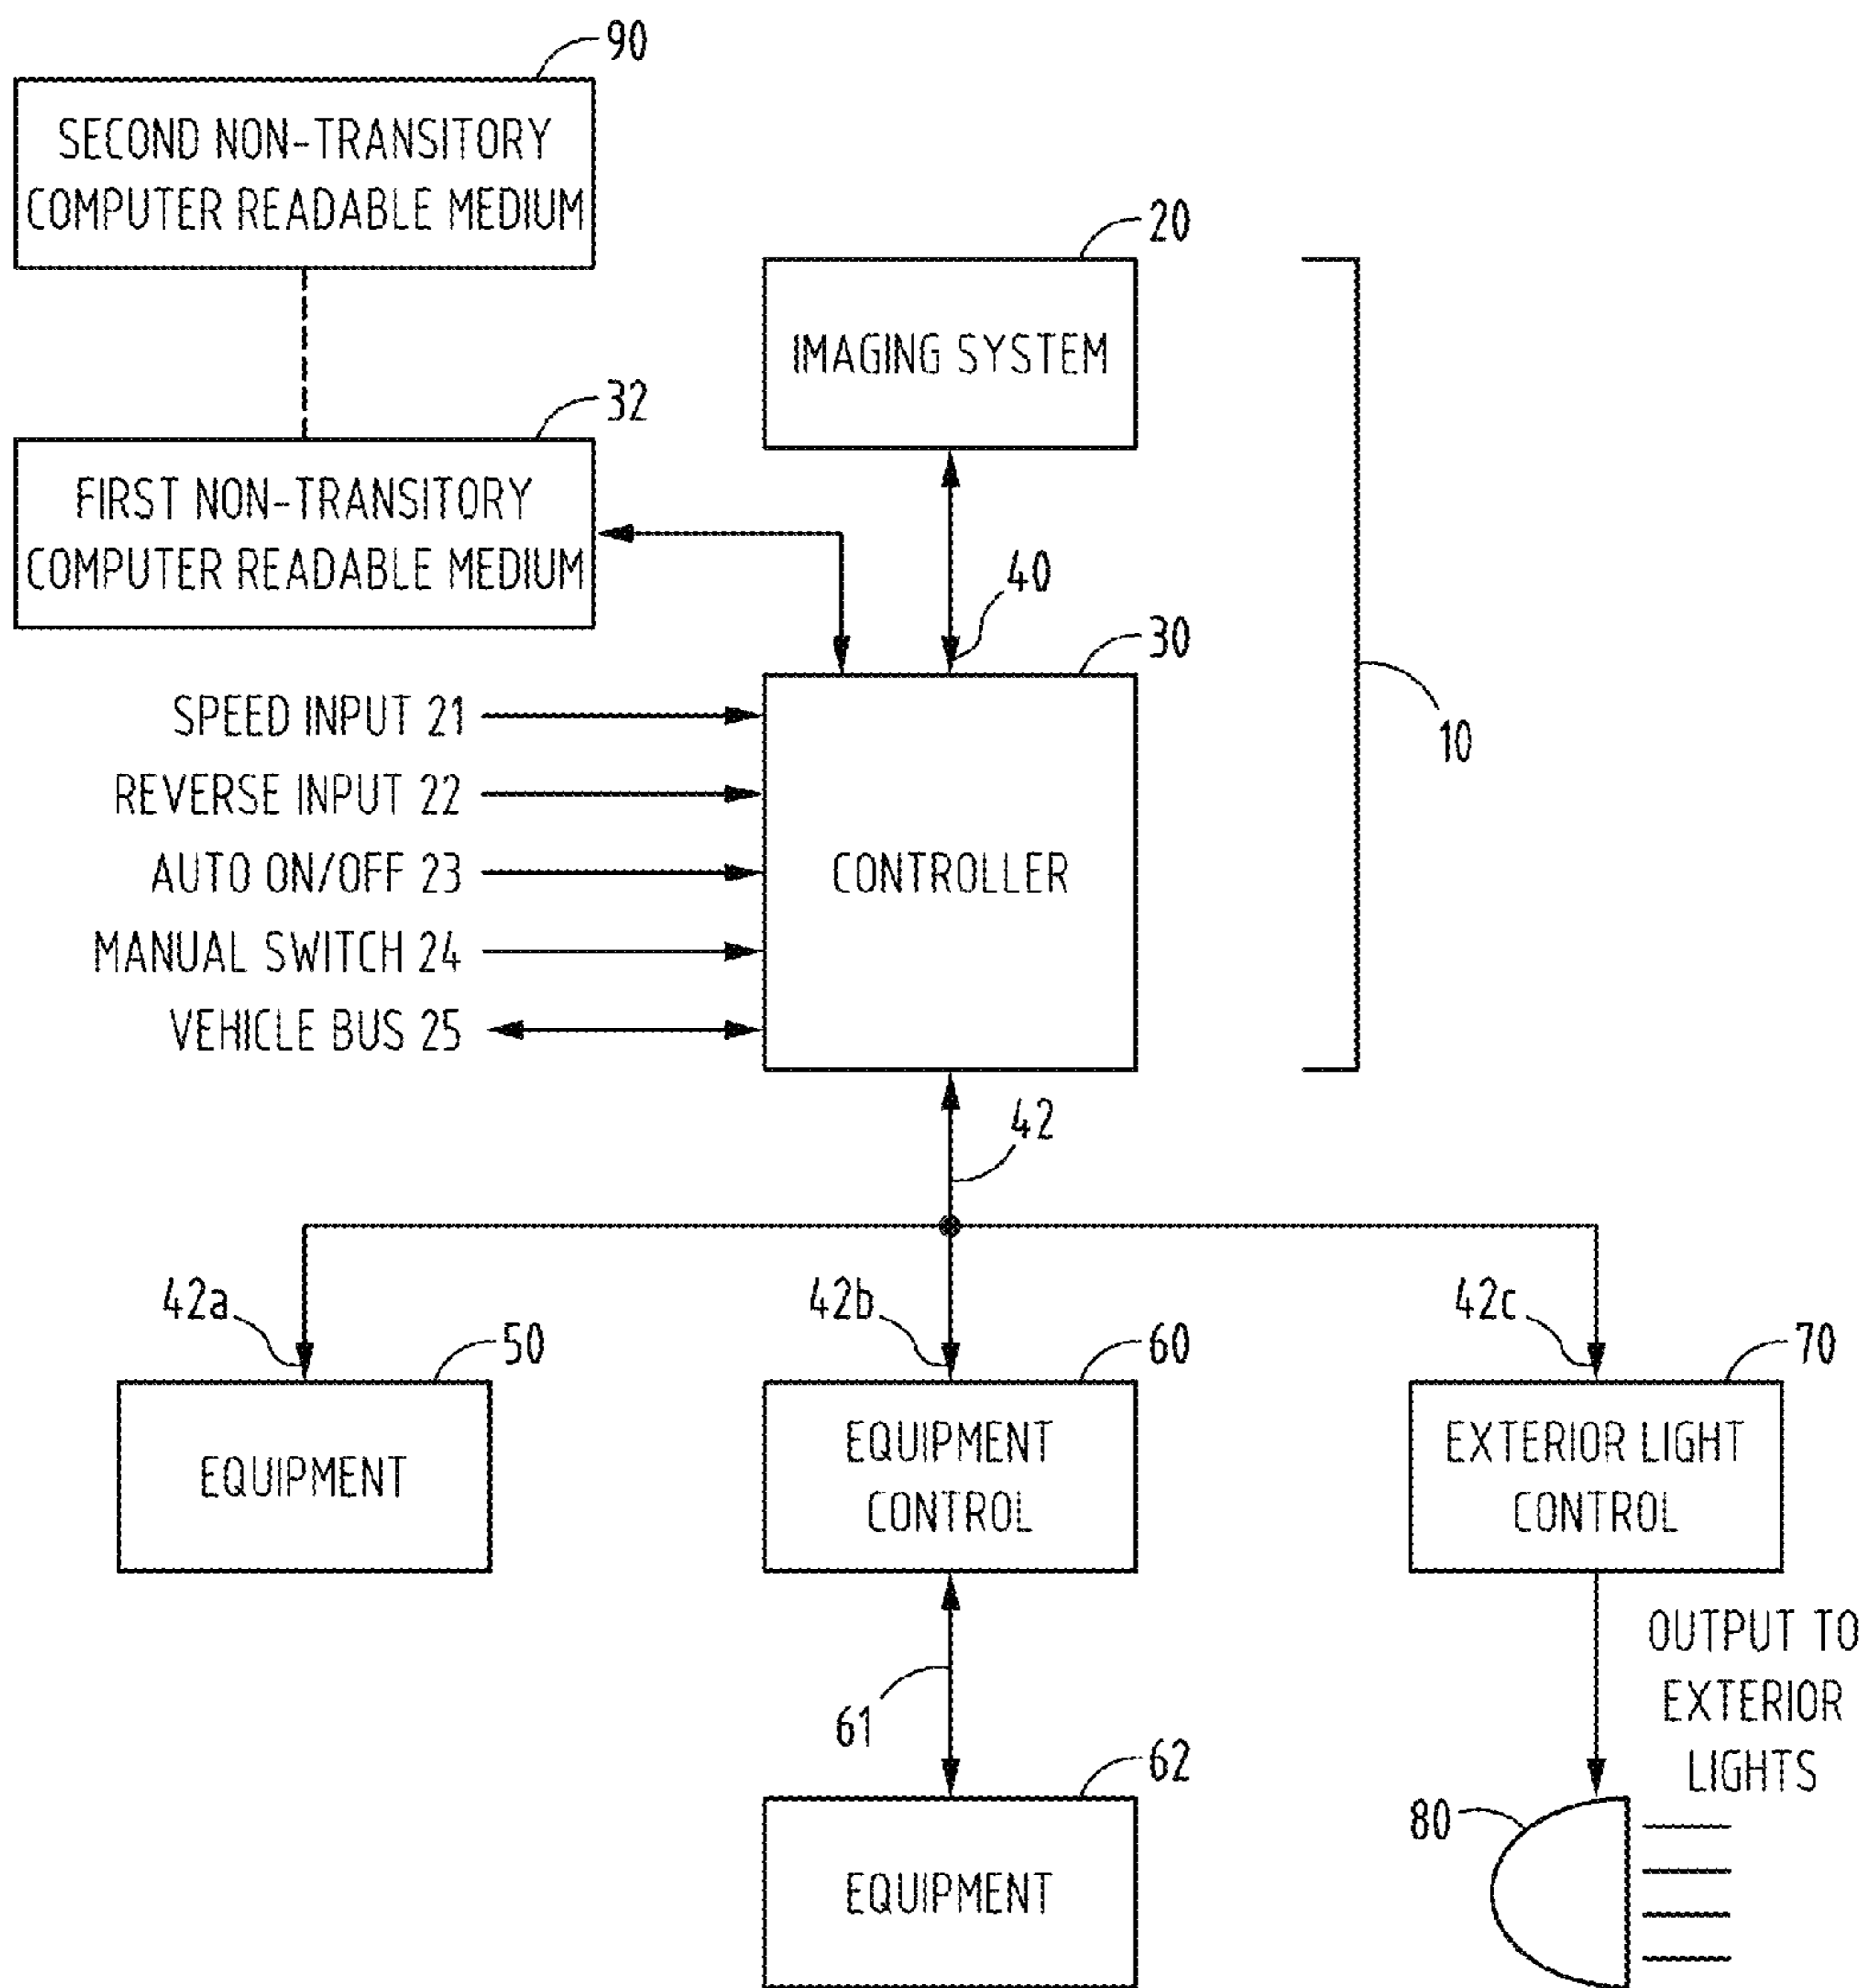 90
SECOND NON-TRANSITORY
COMPUTER READABLE MEDIUM
20
IMAGING SYSTEM
32
FIRST NON-TRANSITORY
COMPUTER READABLE MEDIUM
40
30
10
SPEED INPUT 21
REVERSE INPUT 22
AUTO ON/OFF 23
MANUAL SWITCH 24
VEHICLE BUS 25
CONTROLLER
42
42a
42b
42c
50
60
70
EQUIPMENT
EQUIPMENT
CONTROL
EXTERIOR LIGHT
CONTROL
OUTPUT TO
EXTERIOR
LIGHTS
61
62
80
EQUIPMENT